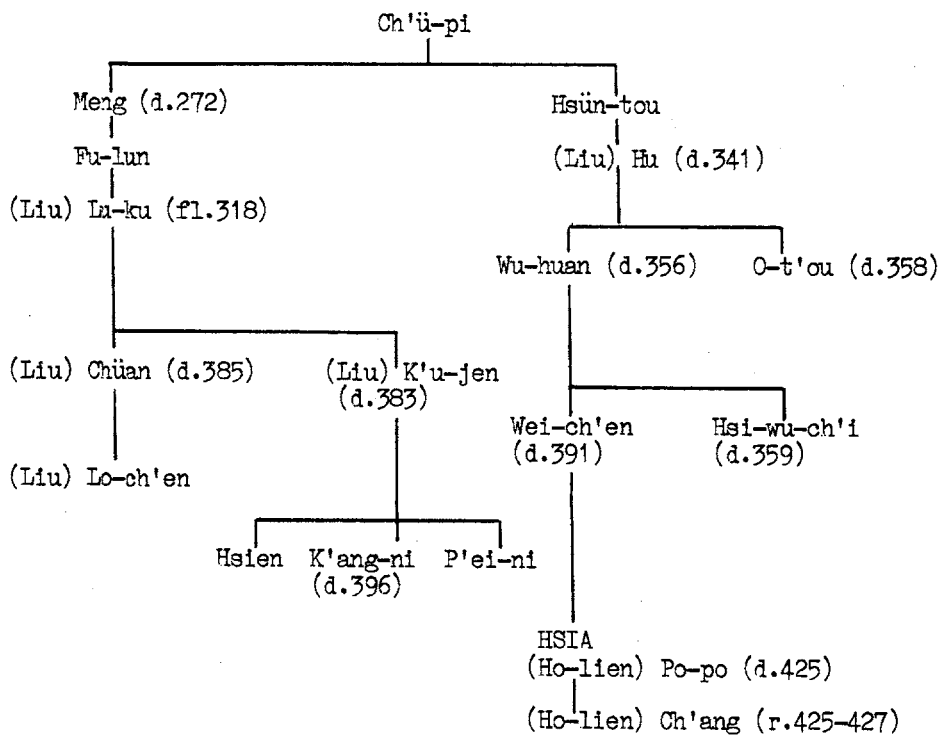 Ch'ü-pi
Meng (d.272)
Hsün-tou
Fu-lun
(Liu) Hu (d.341)
(Liu) Lu-ku (fl.318)
Wu-huan (d.356)
O-t'ou (d.358)
(Liu) Chüan (d.385)
(Liu) K'u-jen
(d.383)
Wei-ch'en
(d.391)
Hsi-wu-ch'i
(d.359)
(Liu) Lo-ch'en
Hsien
K'ang-ni
(d.396)
P'ei-ni
HSIA
(Ho-lien) Po-po (d.425)
(Ho-lien) Ch'ang (r.425-427)